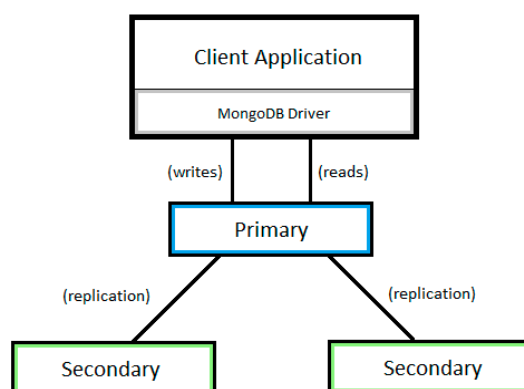 Client Application
MongoDB Driver
(writes) (reads)
Primary
(replication) (replication)
Secondary Secondary